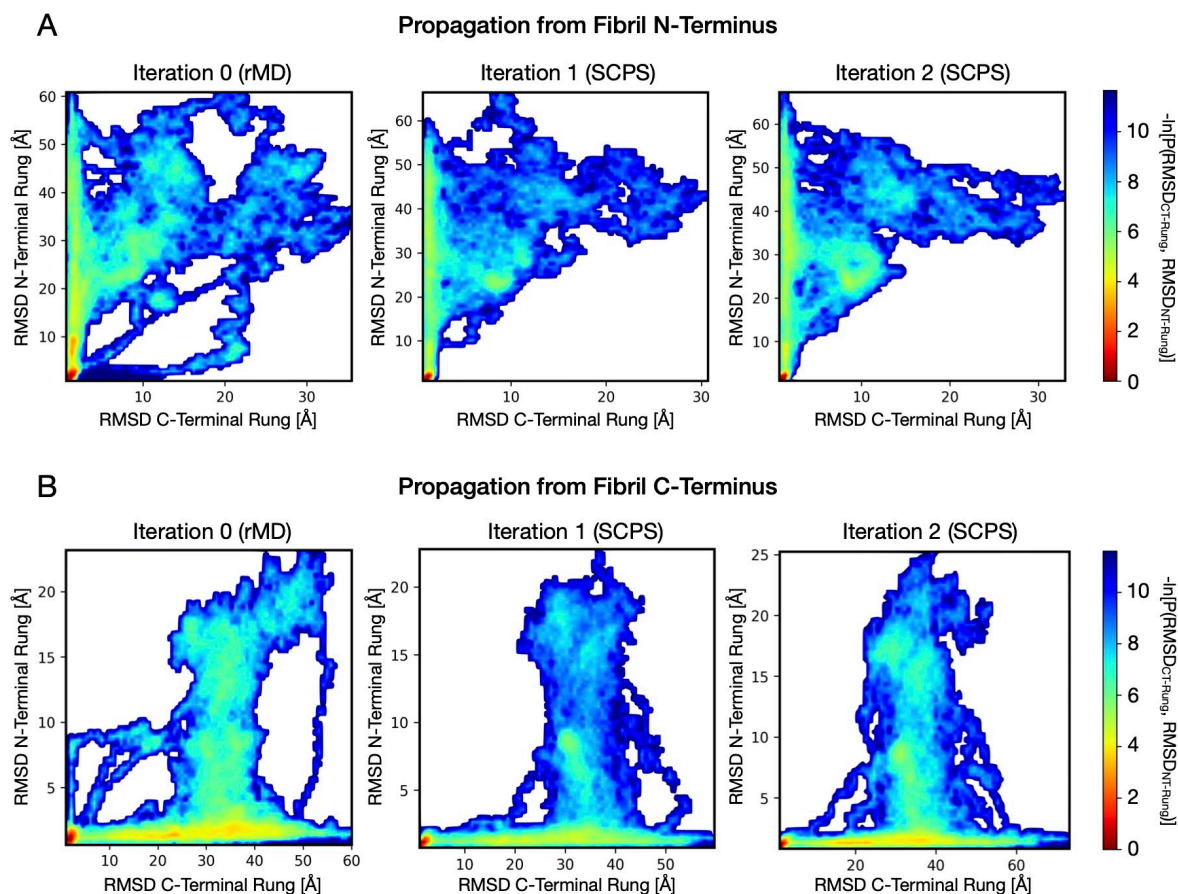 A
Propagation from Fibril N-Terminus
Iteration 0 (rMD)
Iteration 1 (SCPS)
Iteration 2 (SCPS)
RMSD N-Terminal Rung [Å]
60
50
40
30
20
10
10 20 30
RMSD C-Terminal Rung [Å]
RMSD N-Terminal Rung [Å]
60
50
40
30
20
10
10 20 30
RMSD C-Terminal Rung [Å]
RMSD N-Terminal Rung [Å]
60
50
40
30
20
10
10 20 30
RMSD C-Terminal Rung [Å]
10
8
6
4
2
0
-ln[P(RMSDCT-Rung, RMSDNT-Rung)]
B
Propagation from Fibril C-Terminus
Iteration 0 (rMD)
Iteration 1 (SCPS)
Iteration 2 (SCPS)
RMSD N-Terminal Rung [Å]
20
15
10
5
10 20 30 40 50 60
RMSD C-Terminal Rung [Å]
RMSD N-Terminal Rung [Å]
20
15
10
5
10 20 30 40 50
RMSD C-Terminal Rung [Å]
RMSD N-Terminal Rung [Å]
25
20
15
10
5
20 40 60
RMSD C-Terminal Rung [Å]
10
8
6
4
2
0
-ln[P(RMSDCT-Rung, RMSDNT-Rung)]